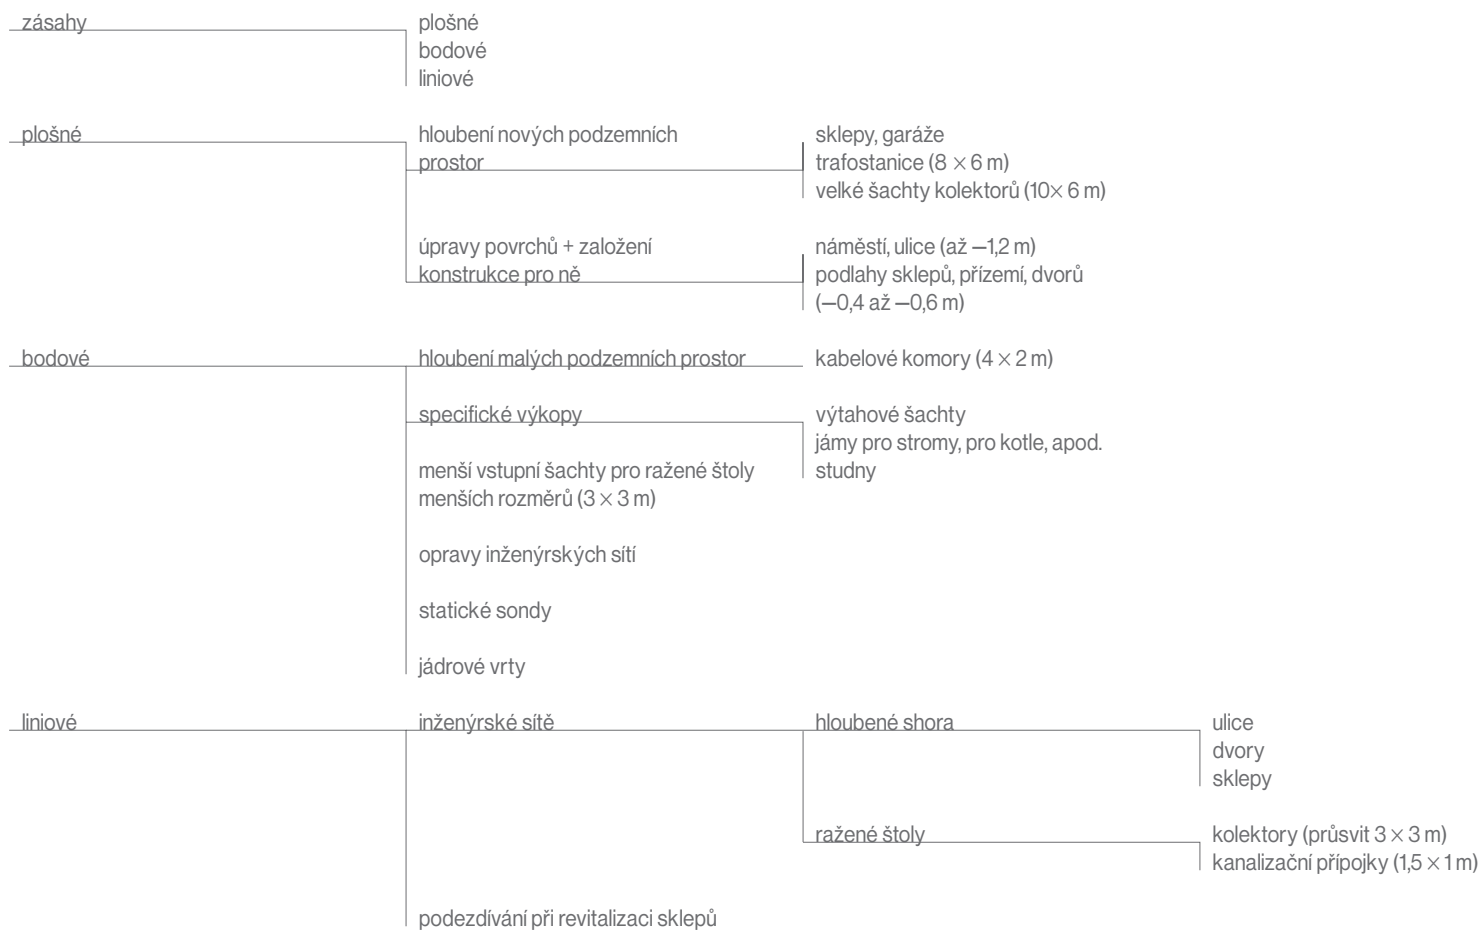 zásahy
plošné
bodové
liniové
plošné
hloubení nových podzemních
prostor
sklepy, garáže
trafostanice (8 × 6 m)
velké šachty kolektorů (10× 6 m)
úpravy povrchů + založení
konstrukce pro ně
náměstí, ulice (až —1,2 m)
podlahy sklepů, přízemí, dvorů
(—0,4 až —0,6 m)
bodové
hloubení malých podzemních prostor
kabelové komory (4 × 2 m)
specifické výkopy
výtahové šachty
jámy pro stromy, pro kotle, apod.
studny
menší vstupní šachty pro ražené štoly
menších rozměrů (3 × 3 m)
opravy inženýrských sítí
statické sondy
jádrové vrty
liniové
inženýrské sítě
hloubené shora
ulice
dvory
sklepy
ražené štoly
kolektory (průsvit 3 × 3 m)
kanalizační přípojky (1,5 × 1 m)
podezdívání při revitalizaci sklepů